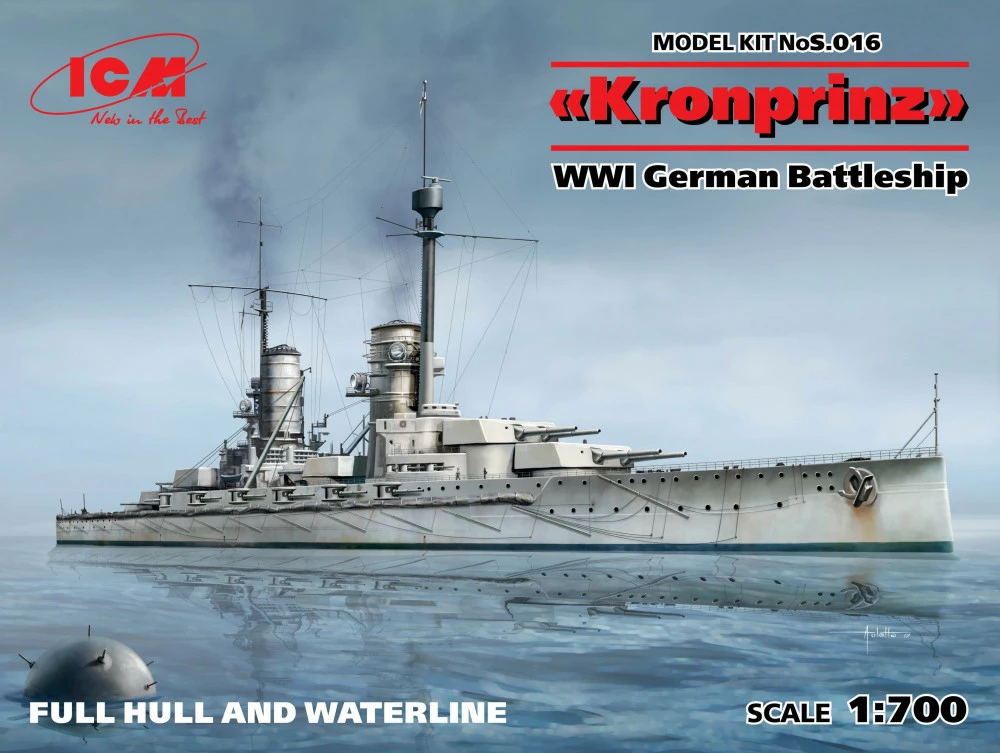 ICM
New in the Best
MODEL KIT NoS.016
«Kronprinz»
WWI German Battleship
FULL HULL AND WATERLINE
SCALE 1:700